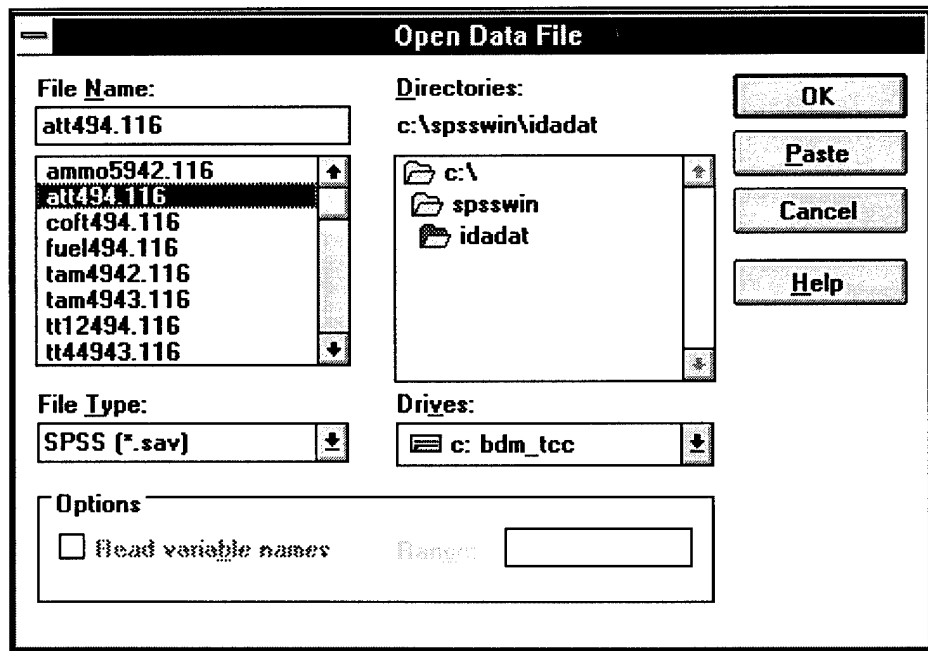 Open Data File
File Name:
att494.116
ammo5942.116
att494.116
coft494.116
fuel494.116
tam4942.116
tam4943.116
tt12494.116
tt44943.116
File Type:
SPSS (*.sav)
Directories:
c:\spsswin\idadat
c:\
spsswin
idadat
Drives:
c: bdm_tcc
OK
Paste
Cancel
Help
Options
Read variable names
Range: